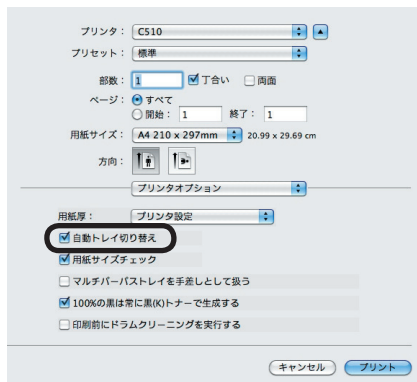 プリンタ： C510
プリセット： 標準
部数： 1 丁合い 両面
ページ： すべて
開始： 1 終了： 1
用紙サイズ： A4 210 x 297mm 20.99 x 29.69 cm
方向：
プリンタオプション
用紙厚： プリンタ設定
自動トレイ切り替え
用紙サイズチェック
マルチパーパストレイを手差しとして扱う
100%の黒は常に黒(K)トナーで生成する
印刷前にドラムクリーニングを実行する
キャンセル プリント